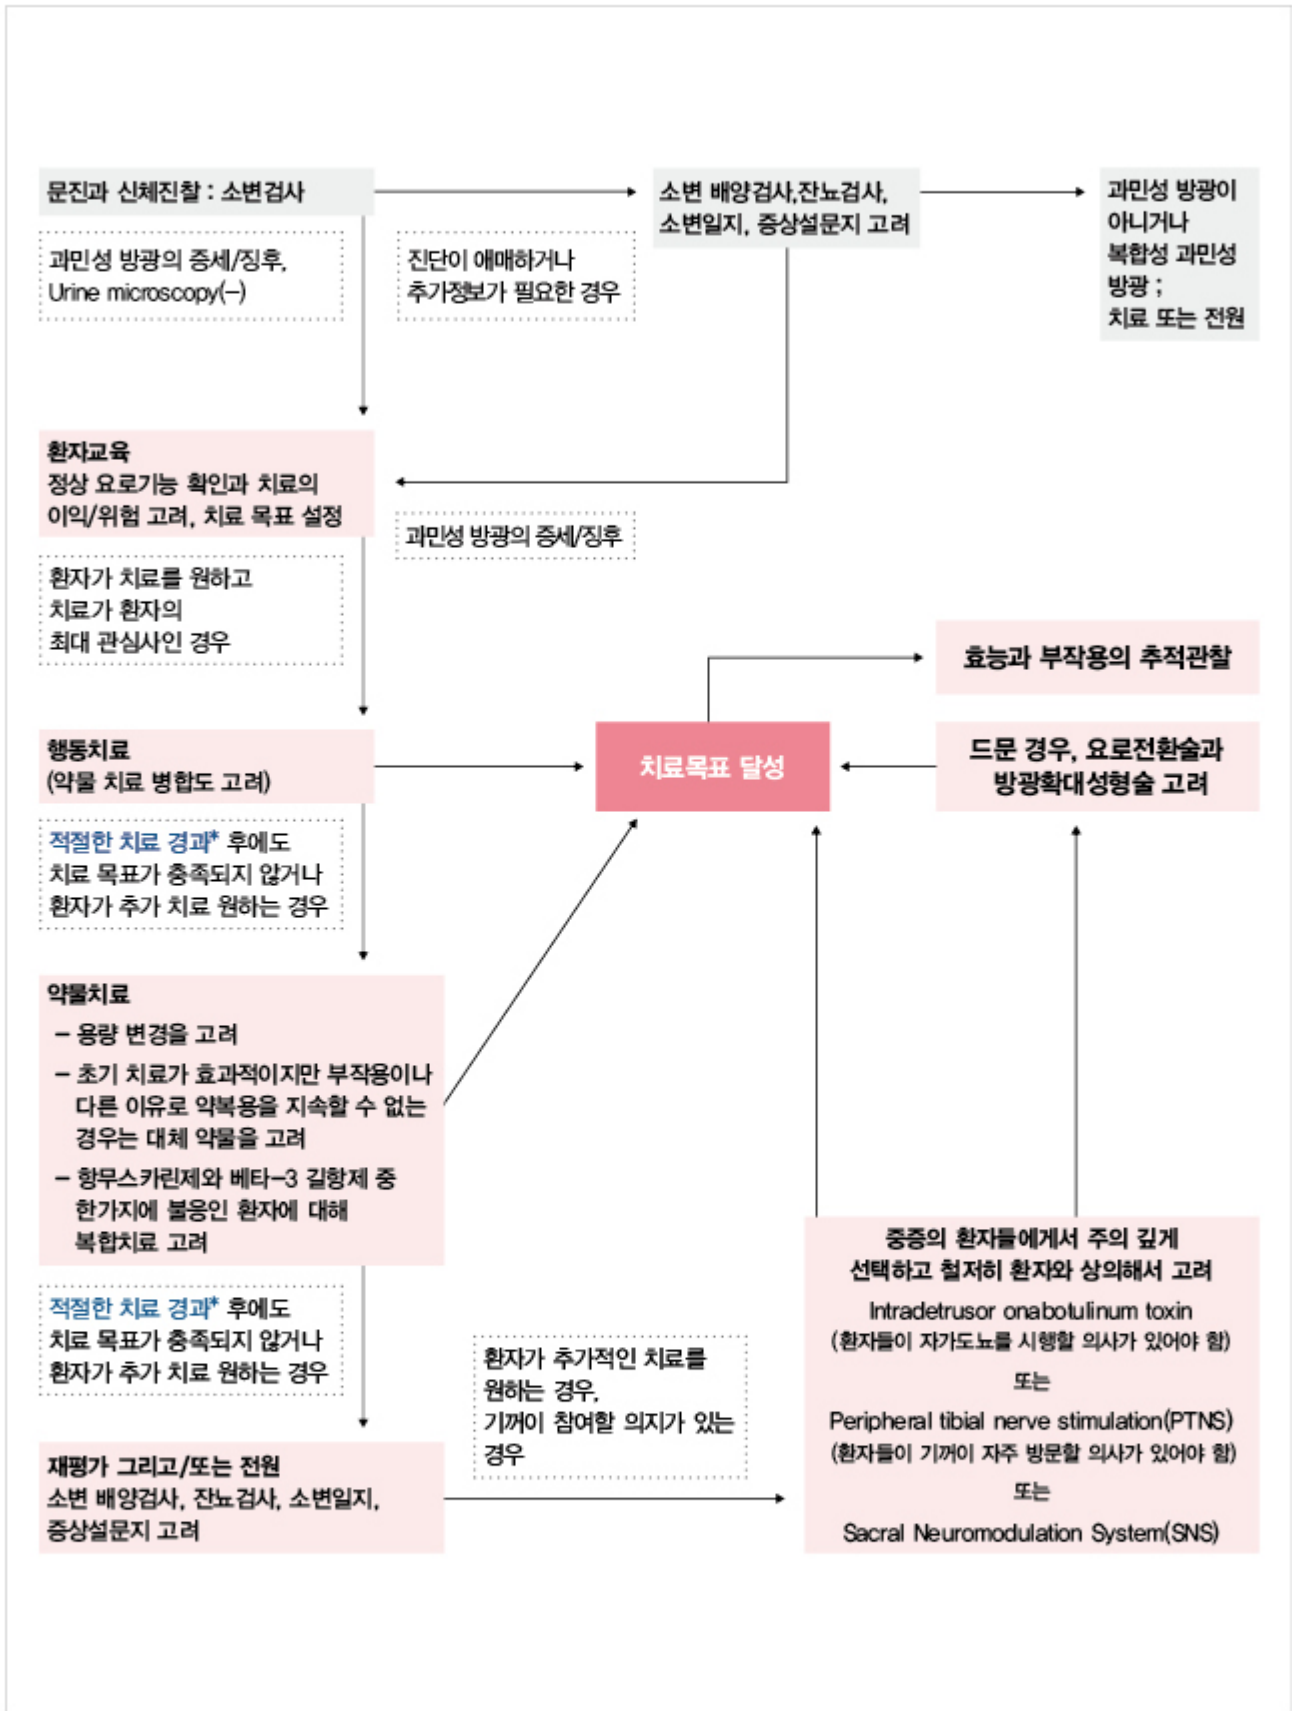 문진과 신체진찰 : 소변검사
과민성 방광의 증세/징후,
Urine microscopy(-)
진단이 애매하거나
추가정보가 필요한 경우
소변 배양검사,잔뇨검사,
소변일지, 증상설문지 고려
과민성 방광이
아니거나
복합성 과민성
방광 ;
치료 또는 전원
환자교육
정상 요로기능 확인과 치료의
이익/위험 고려, 치료 목표 설정
과민성 방광의 증세/징후
환자가 치료를 원하고
치료가 환자의
최대 관심사인 경우
행동치료
(약물 치료 병합도 고려)
치료목표 달성
효능과 부작용의 추적관찰
드문 경우, 요로전환술과
방광확대성형술 고려
적절한 치료 경과* 후에도
치료 목표가 충족되지 않거나
환자가 추가 치료 원하는 경우
약물치료
– 용량 변경을 고려
– 초기 치료가 효과적이지만 부작용이나
다른 이유로 약복용을 지속할 수 없는
경우는 대체 약물을 고려
– 항무스카린제와 베타–3 길항제 중
한가지에 불응인 환자에 대해
복합치료 고려
적절한 치료 경과* 후에도
치료 목표가 충족되지 않거나
환자가 추가 치료 원하는 경우
재평가 그리고/또는 전원
소변 배양검사, 잔뇨검사, 소변일지,
증상설문지 고려
환자가 추가적인 치료를
원하는 경우,
기꺼이 참여할 의지가 있는
경우
중증의 환자들에게서 주의 깊게
선택하고 철저히 환자와 상의해서 고려
Intradetrusor onabotulinum toxin
(환자들이 자가도뇨를 시행할 의사가 있어야 함)
또는
Peripheral tibial nerve stimulation(PTNS)
(환자들이 기꺼이 자주 방문할 의사가 있어야 함)
또는
Sacral Neuromodulation System(SNS)